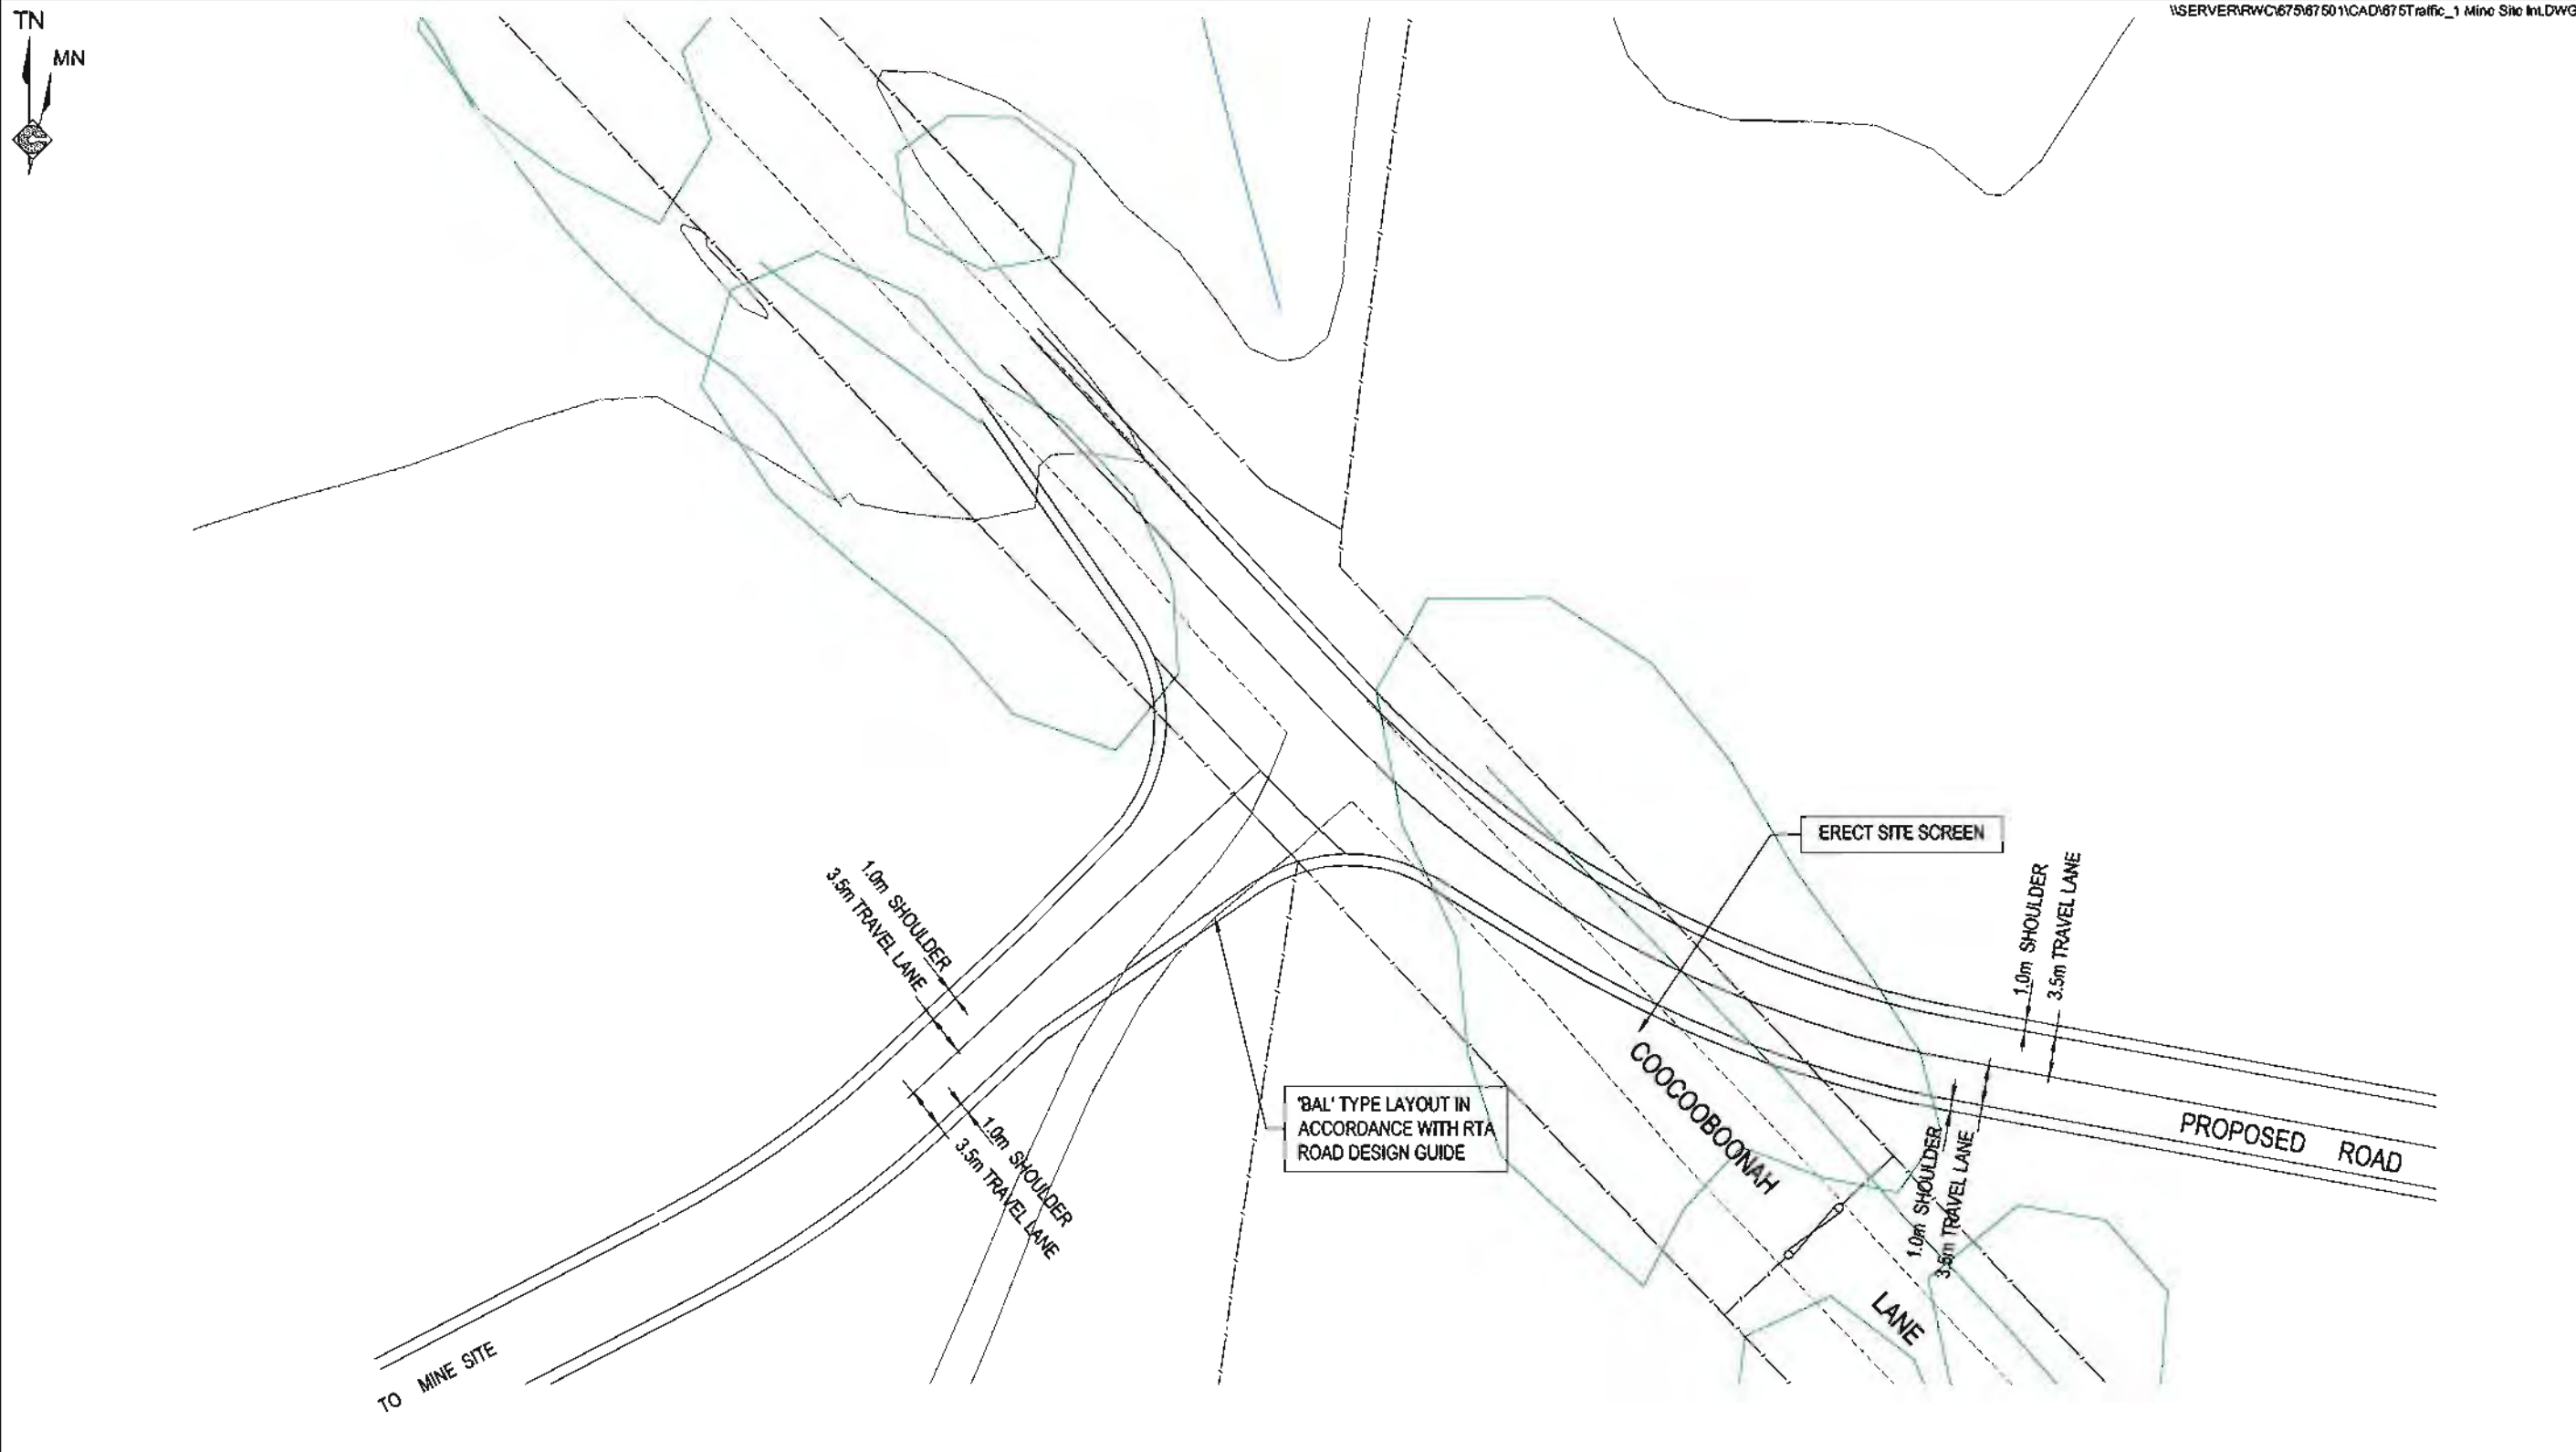 \\SERVER\RWC\675\67501\CAD\675Traffic_1 Mine Site Int.DWG
TN
MN
ERECT SITE SCREEN
1.0m SHOULDER
3.5m TRAVEL LANE
1.0m SHOULDER
3.5m TRAVEL LANE
'BAL' TYPE LAYOUT IN
ACCORDANCE WITH RTA
ROAD DESIGN GUIDE
COOCOOBOONAH
LANE
PROPOSED ROAD
1.0m SHOULDER
3.5m TRAVEL LANE
1.0m SHOULDER
3.5m TRAVEL LANE
TO MINE SITE